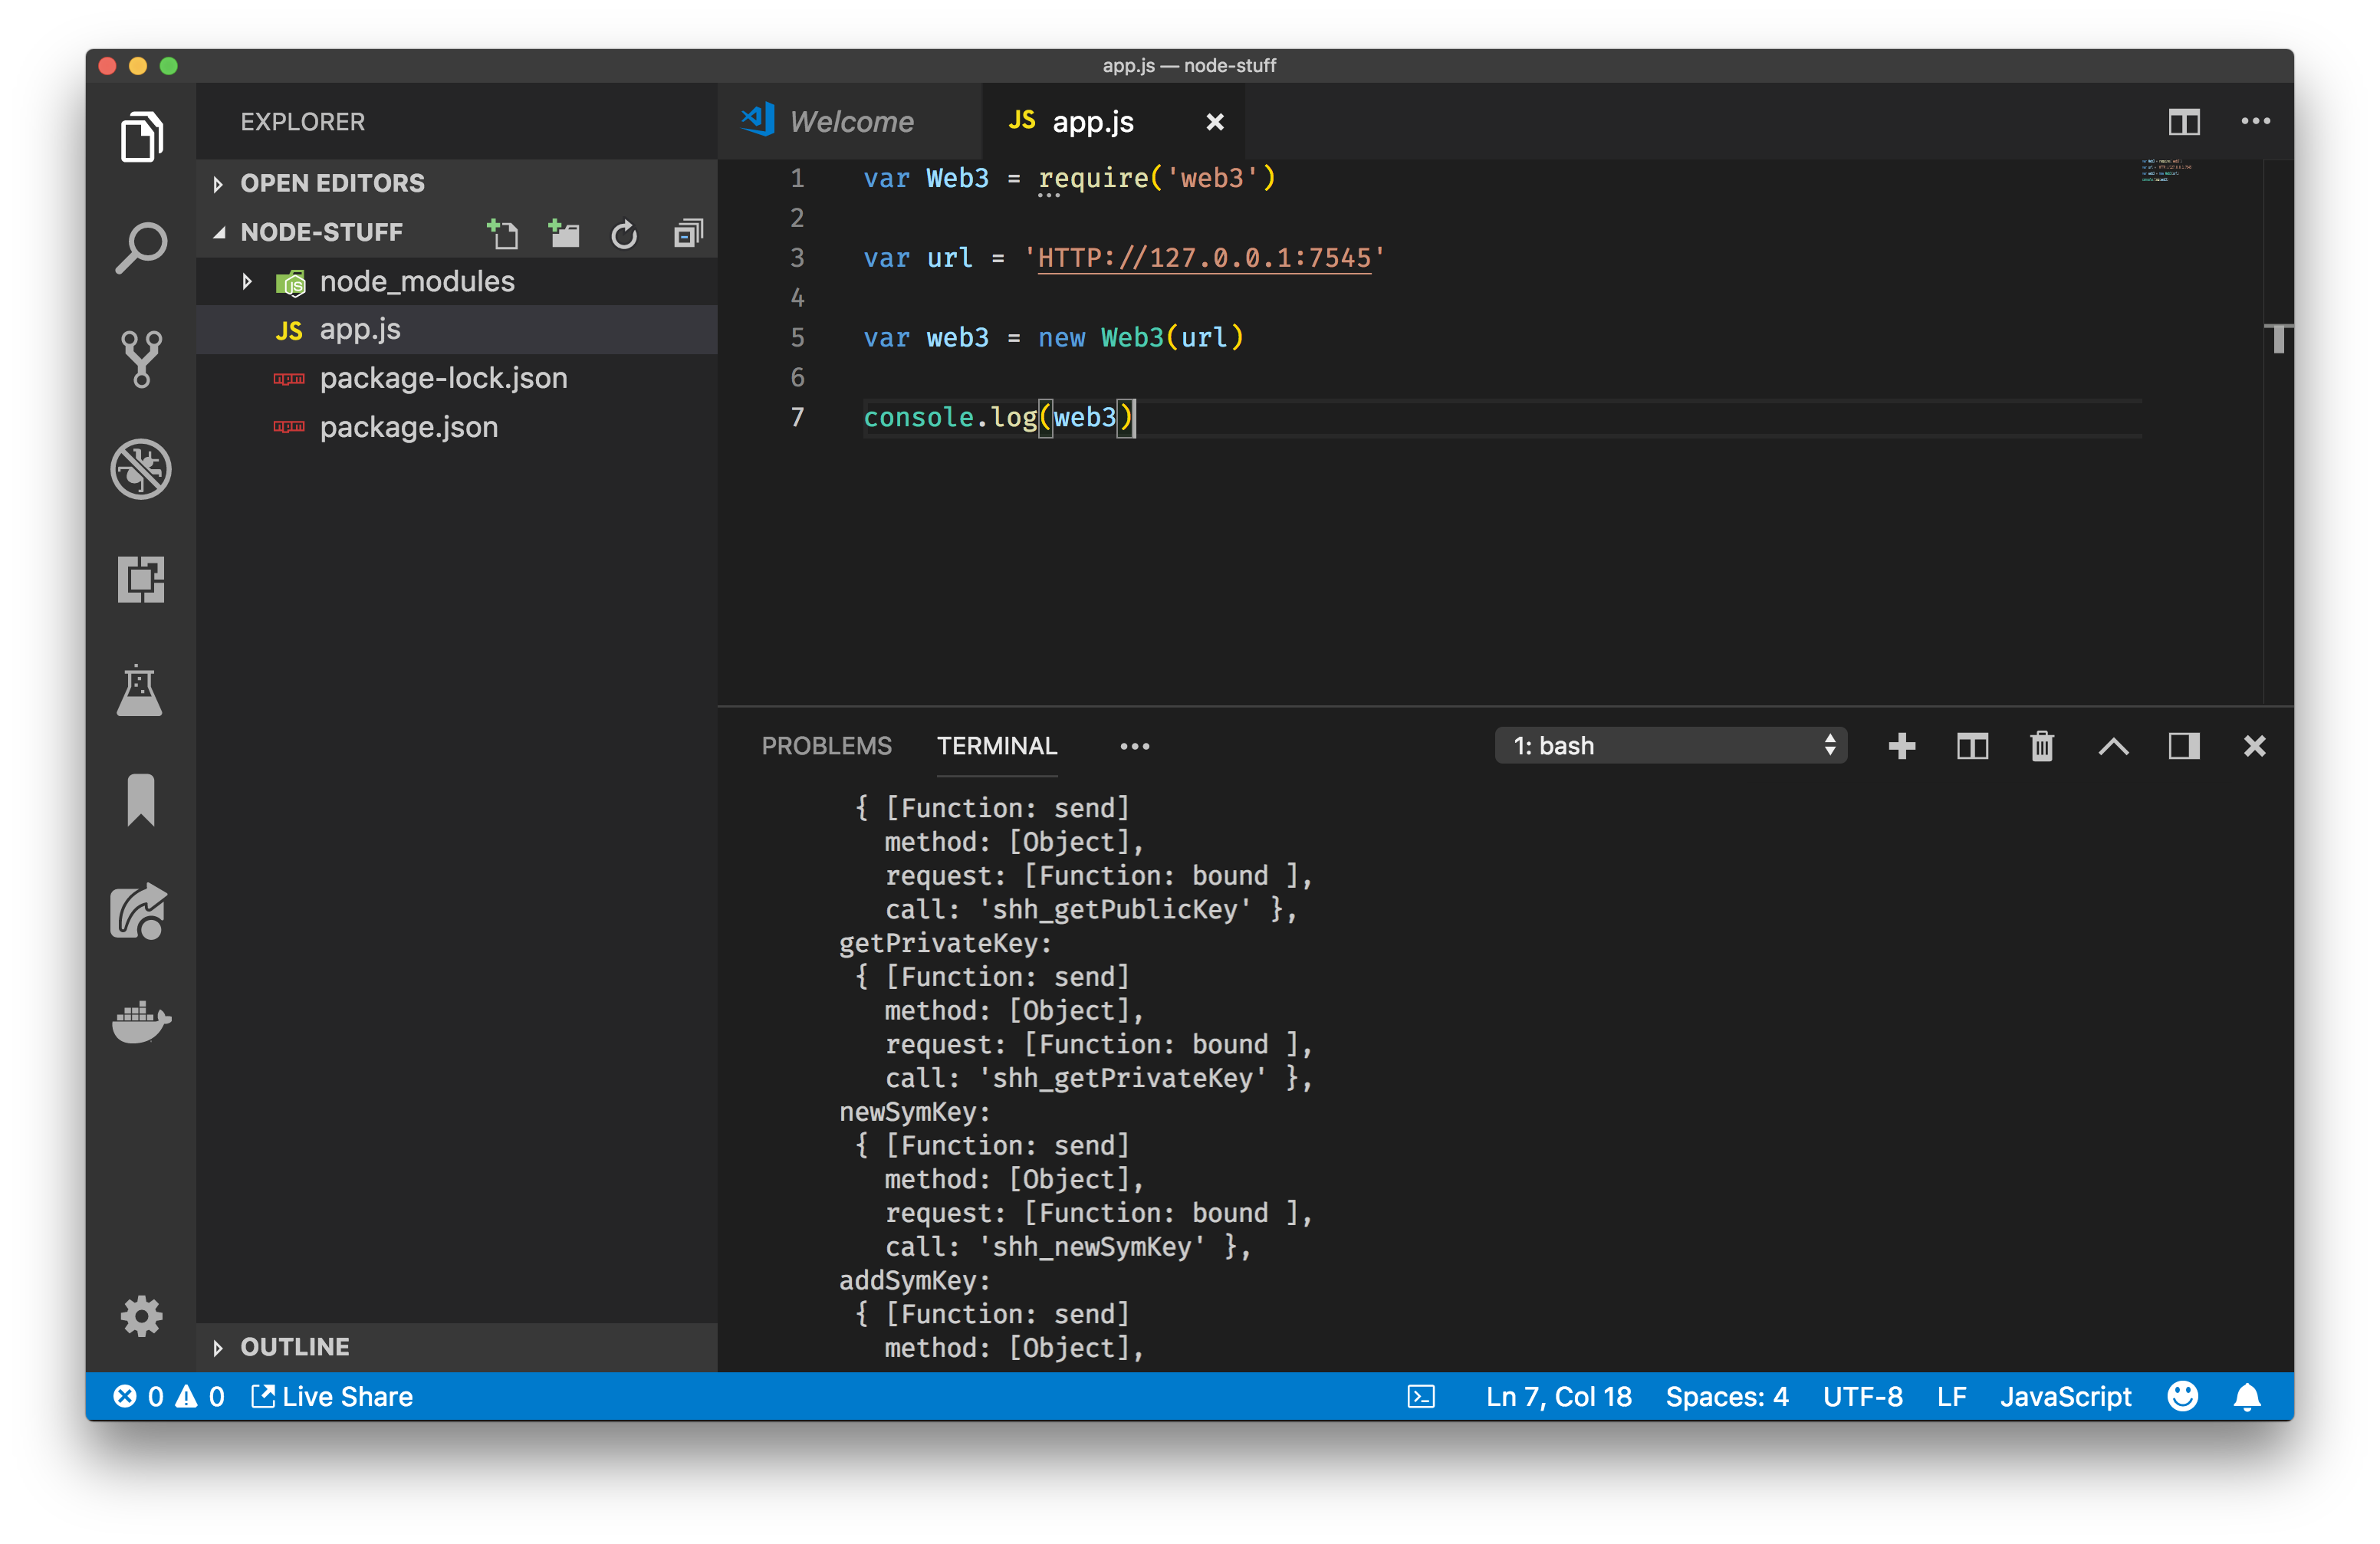 app.js — node-stuff
EXPLORER
OPEN EDITORS
NODE-STUFF
node_modules
JS app.js
package-lock.json
package.json
OUTLINE
Welcome
JS app.js
1 var Web3 = require('web3')
2
3 var url = 'HTTP://127.0.0.1:7545'
4
5 var web3 = new Web3(url)
6
7 console.log(web3)
PROBLEMS TERMINAL
1: bash
{ [Function: send]
method: [Object],
request: [Function: bound ],
call: 'shh_getPublicKey' },
getPrivateKey:
{ [Function: send]
method: [Object],
request: [Function: bound ],
call: 'shh_getPrivateKey' },
newSymKey:
{ [Function: send]
method: [Object],
request: [Function: bound ],
call: 'shh_newSymKey' },
addSymKey:
{ [Function: send]
method: [Object],
0 0 Live Share Ln 7, Col 18 Spaces: 4 UTF-8 LF JavaScript